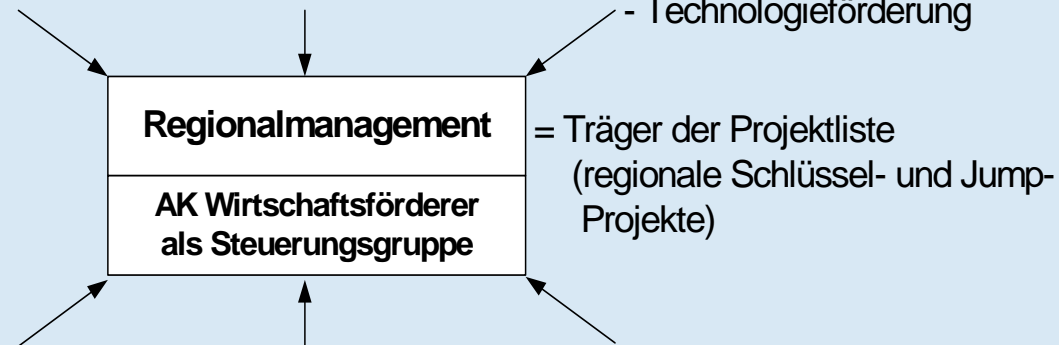 - Technologieförderung
Regionalmanagement
= Träger der Projektliste
(regionale Schlüssel- und Jump-
Projekte)
AK Wirtschaftsförderer
als Steuerungsgruppe